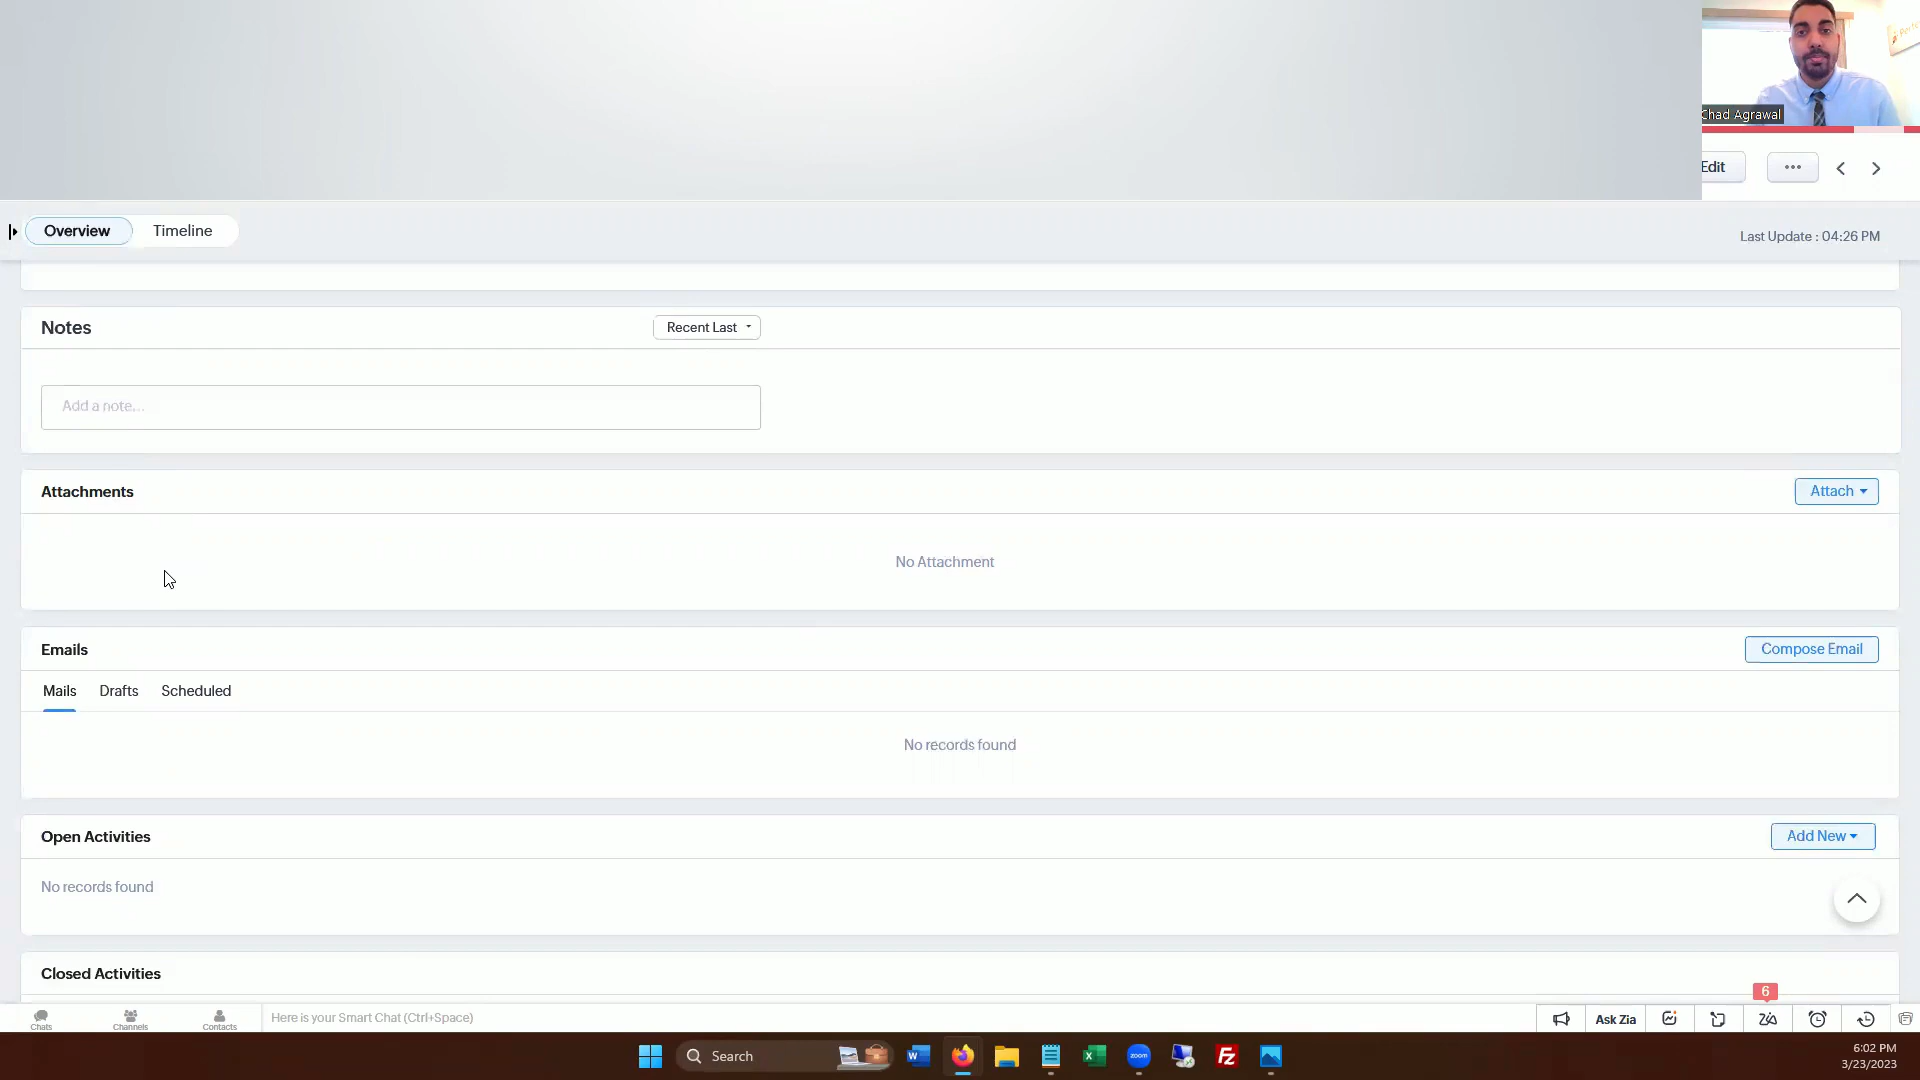 Chad Agrawal
Edit
Overview
Timeline
Last Update : 04:26 PM
Notes
Recent Last
Add a note...
Attachments
Attach
No Attachment
Emails
Compose Email
Mails
Drafts
Scheduled
No records found
Open Activities
Add New
No records found
Closed Activities
6
Chats
Channels
Contacts
Here is your Smart Chat (Ctrl+Space)
Ask Zia
Search
zoom
6:02 PM
3/23/2023